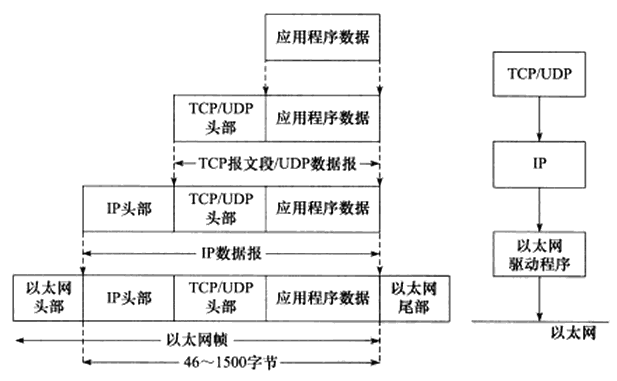 应用程序数据
TCP/UDP
头部
应用程序数据
TCP报文段/UDP数据报
IP头部
TCP/UDP
头部
应用程序数据
IP数据报
以太网
头部
IP头部
TCP/UDP
头部
应用程序数据
以太网
尾部
以太网帧
46～1500字节
TCP/UDP
IP
以太网
驱动程序
以太网